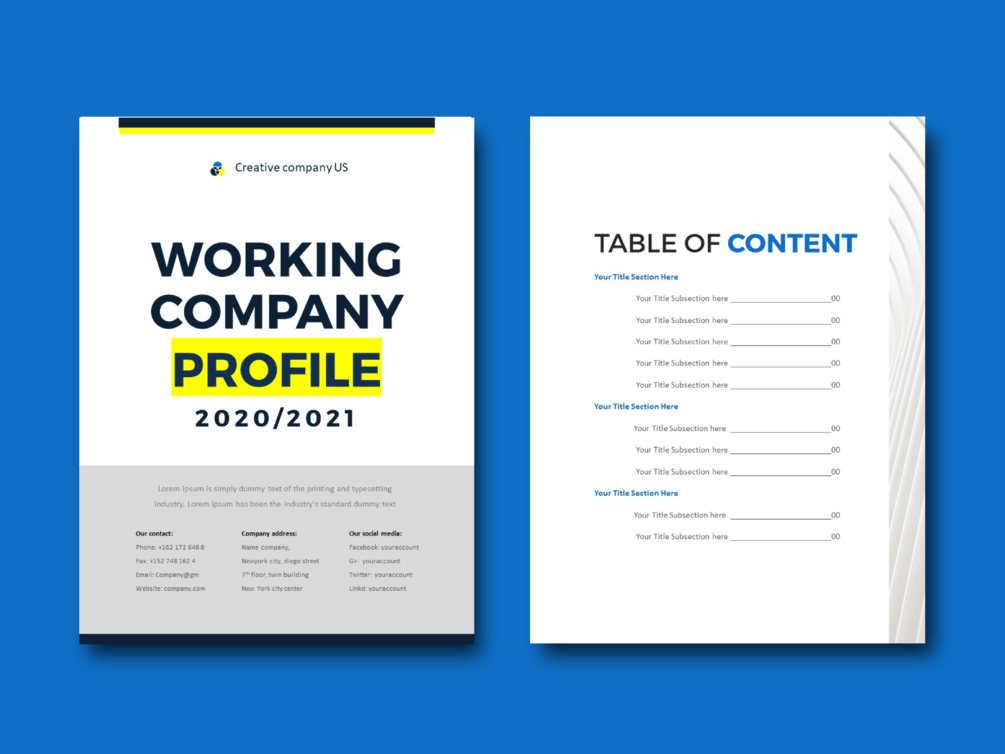 Creative company US
WORKING
COMPANY
PROFILE
2020/2021
Lorem Ipsum is simply dummy text of the printing and typesetting
industry. Lorem Ipsum has been the industry's standard dummy text
Our contact:
Phone: +162 172 648 8
Fax: +152 748 162 4
Email: Company@gm
Website: company.com
Company address:
Name company,
Newyork city, diego street
7th floor, twin building
New York city center
Our social media:
Facebook: youraccount
G+: youraccount
Twitter: youraccount
Linkd: youraccount
TABLE OF CONTENT
Your Title Section Here
Your Title Subsection here ____________________00
Your Title Subsection here ____________________00
Your Title Subsection here ____________________00
Your Title Subsection here ____________________00
Your Title Subsection here ____________________00
Your Title Section Here
Your Title Subsection here ____________________00
Your Title Subsection here ____________________00
Your Title Subsection here ____________________00
Your Title Section Here
Your Title Subsection here ____________________00
Your Title Subsection here ____________________00